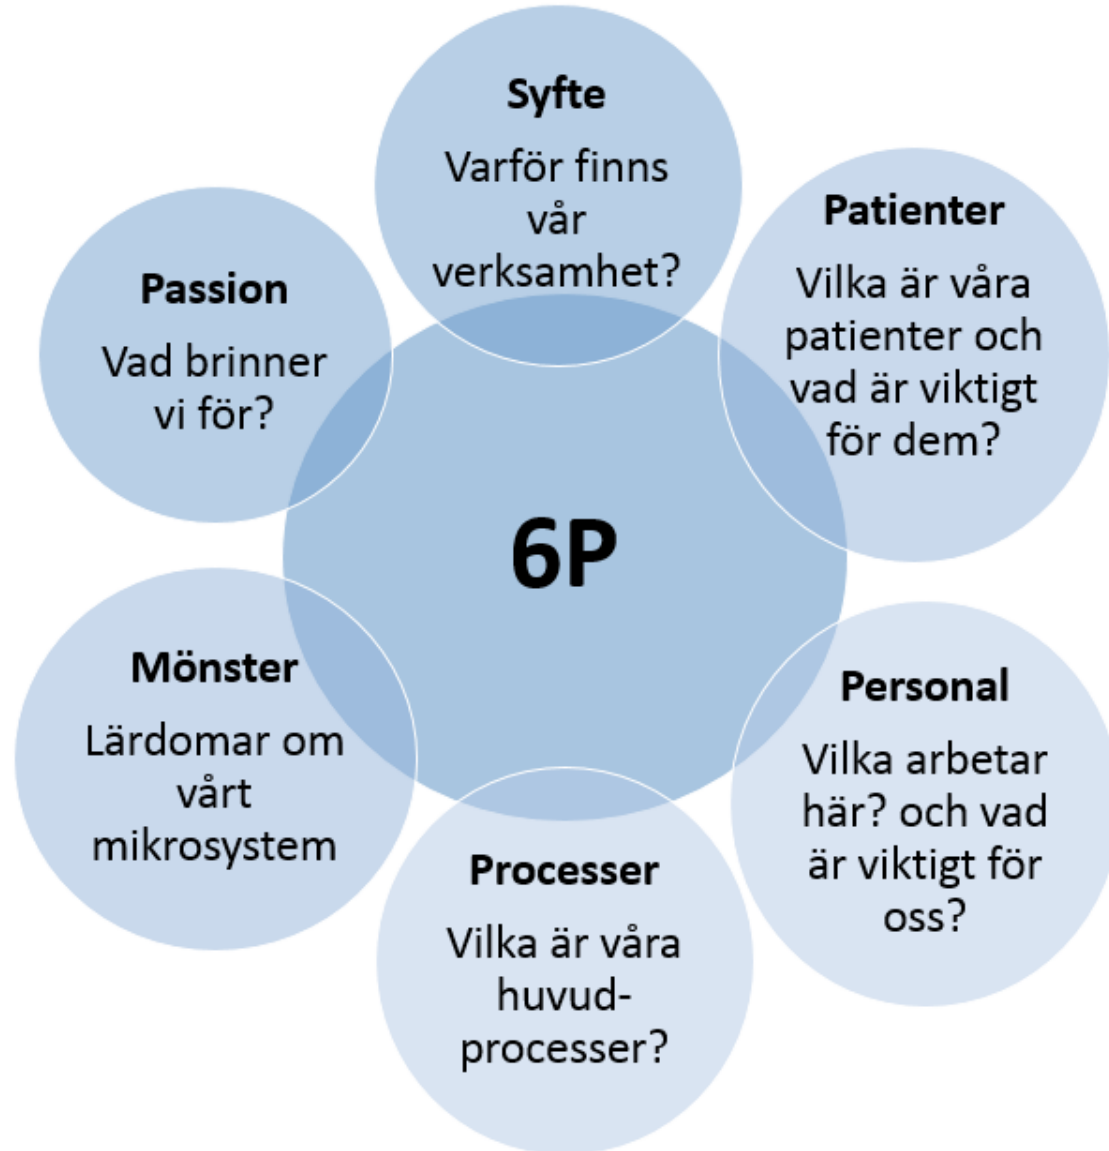 Syfte
Varför finns
vår
verksamhet?
Patienter
Vilka är våra
patienter och
vad är viktigt
för dem?
Personal
Vilka arbetar
här? och vad
är viktigt för
oss?
Processer
Vilka är våra
huvud-
processer?
Mönster
Lärdomar om
vårt
mikrosystem
Passion
Vad brinner
vi för?
6P